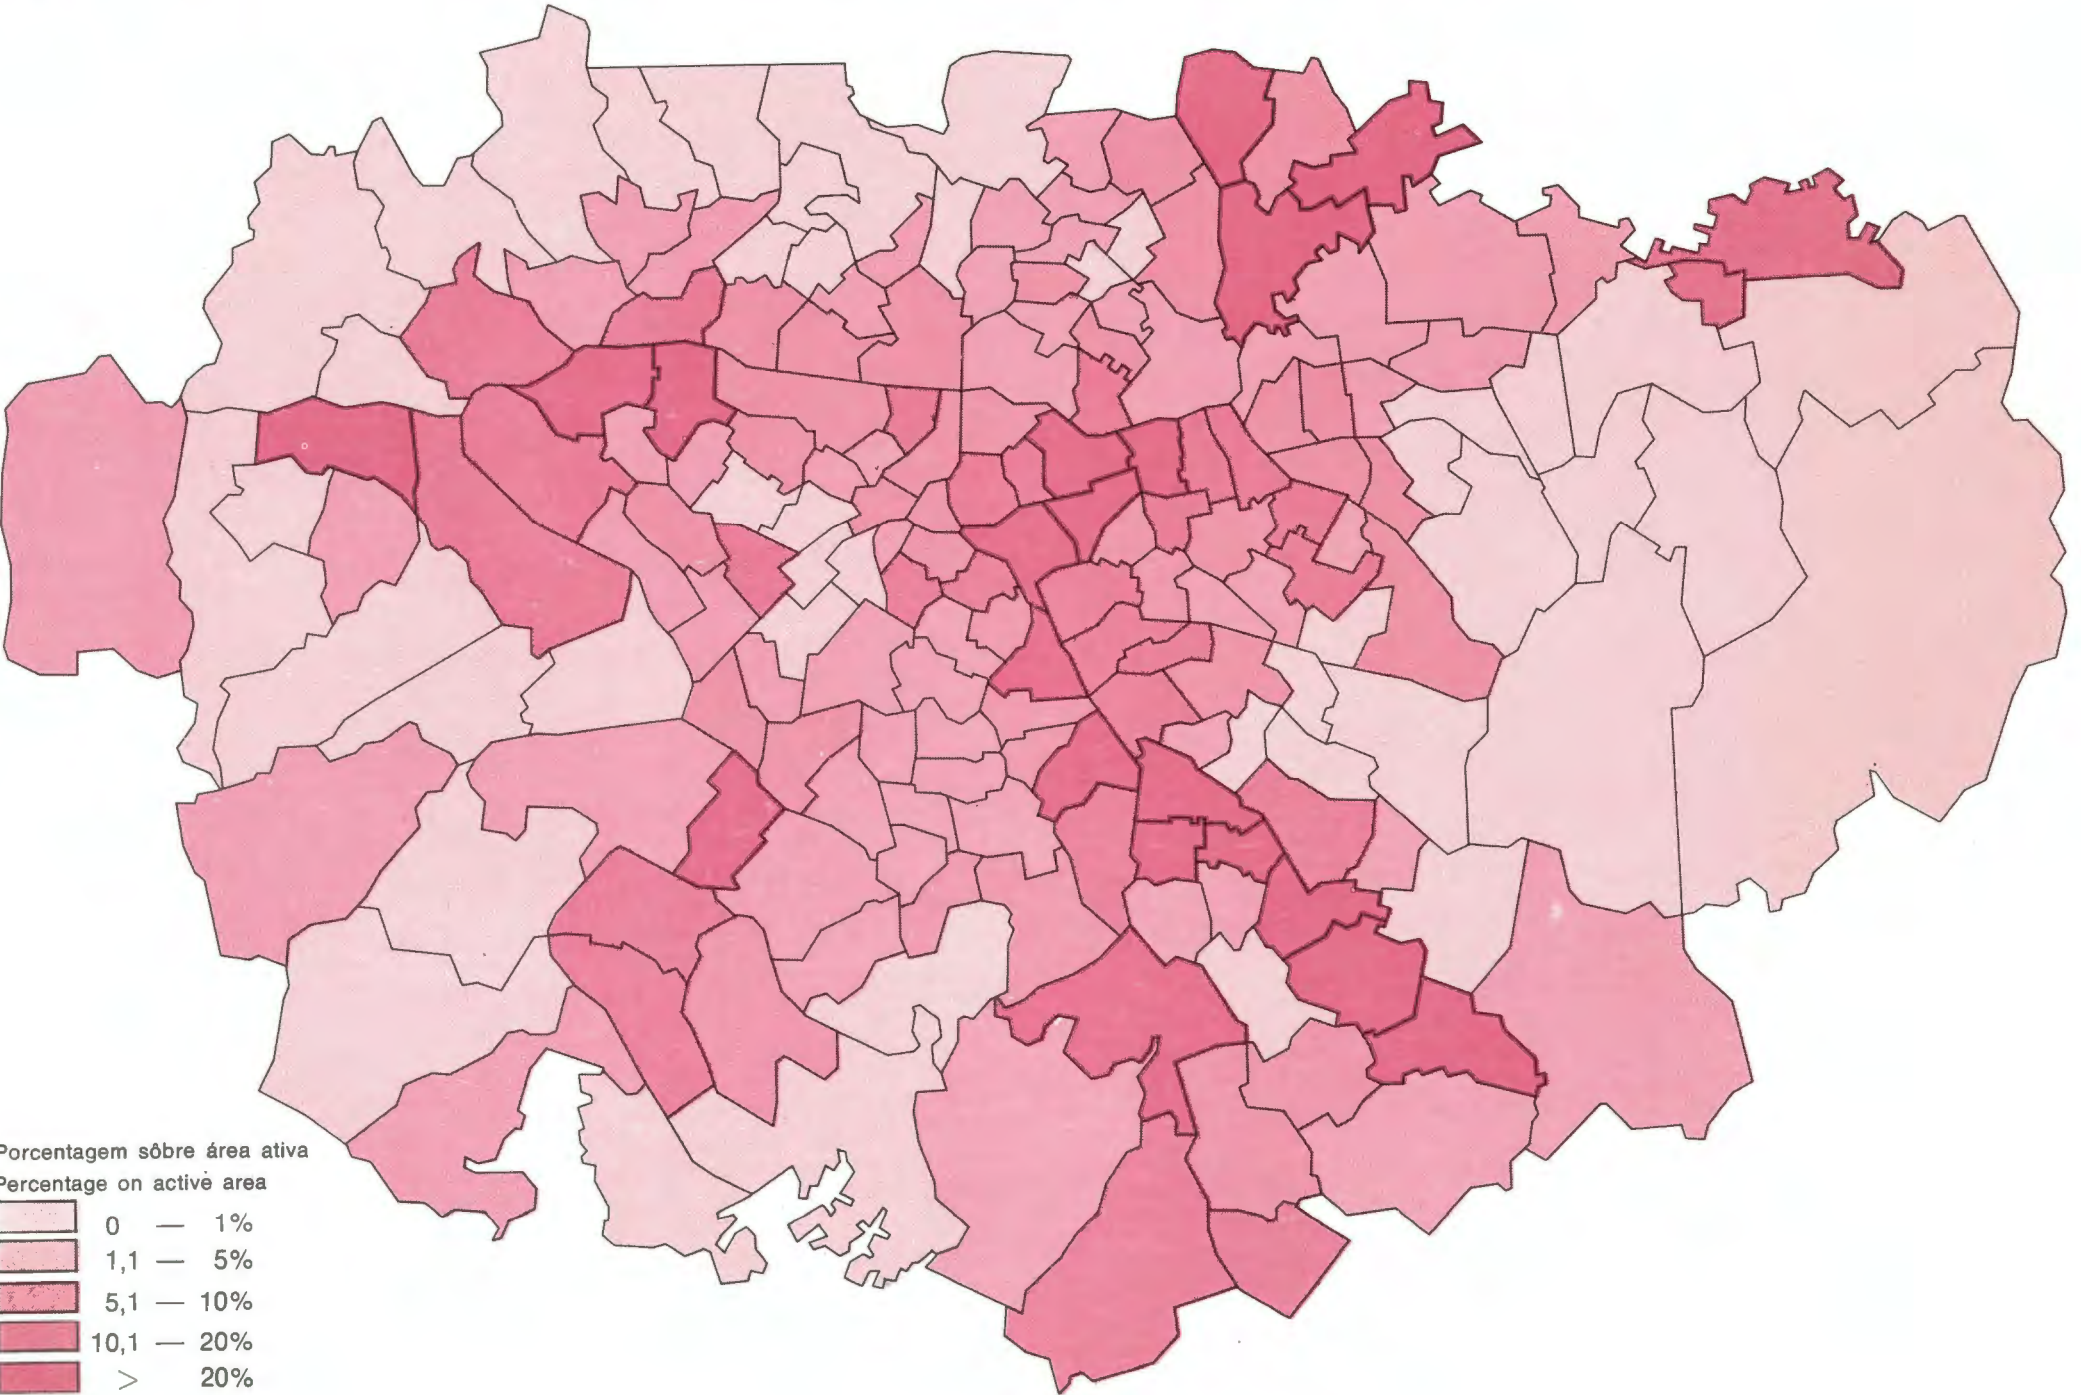 Porcentagem sôbre área ativa
Percentage on active area
0 — 1%
1,1 — 5%
5,1 — 10%
10,1 — 20%
> 20%